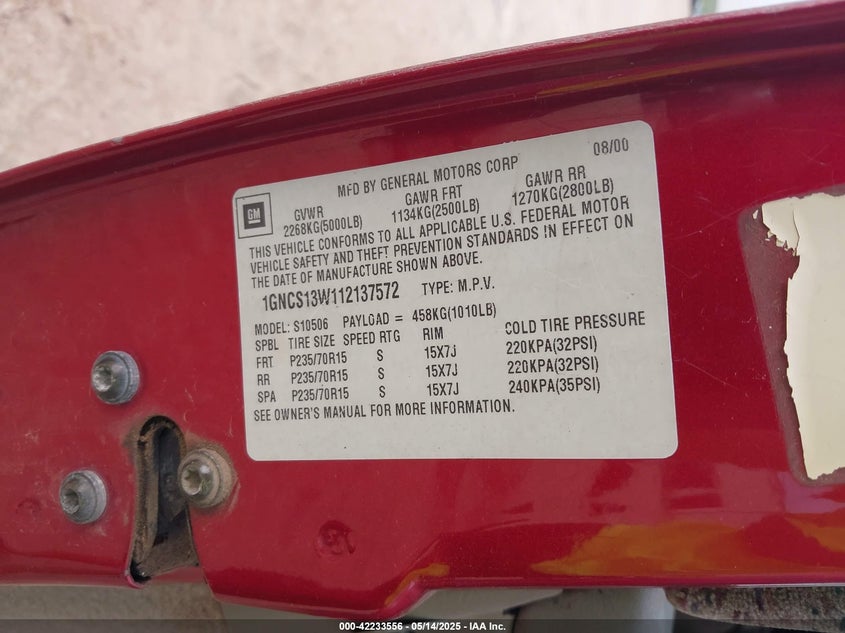 MFD BY GENERAL MOTORS CORP 08/00
GM
GVWR GAWR FRT GAWR RR
2268KG(5000LB) 1134KG(2500LB) 1270KG(2800LB)
THIS VEHICLE CONFORMS TO ALL APPLICABLE U.S. FEDERAL MOTOR
VEHICLE SAFETY AND THEFT PREVENTION STANDARDS IN EFFECT ON
THE DATE OF MANUFACTURE SHOWN ABOVE.
1GNCS13W112137572 TYPE: M.P.V.
MODEL: S10506 PAYLOAD = 458KG(1010LB)
SPBL TIRE SIZE SPEED RTG RIM COLD TIRE PRESSURE
FRT P235/70R15 S 15X7J 220KPA(32PSI)
RR P235/70R15 S 15X7J 220KPA(32PSI)
SPA P235/70R15 S 15X7J 240KPA(35PSI)
SEE OWNER'S MANUAL FOR MORE INFORMATION.
000-42233556 - 05/14/2025 - IAA Inc.